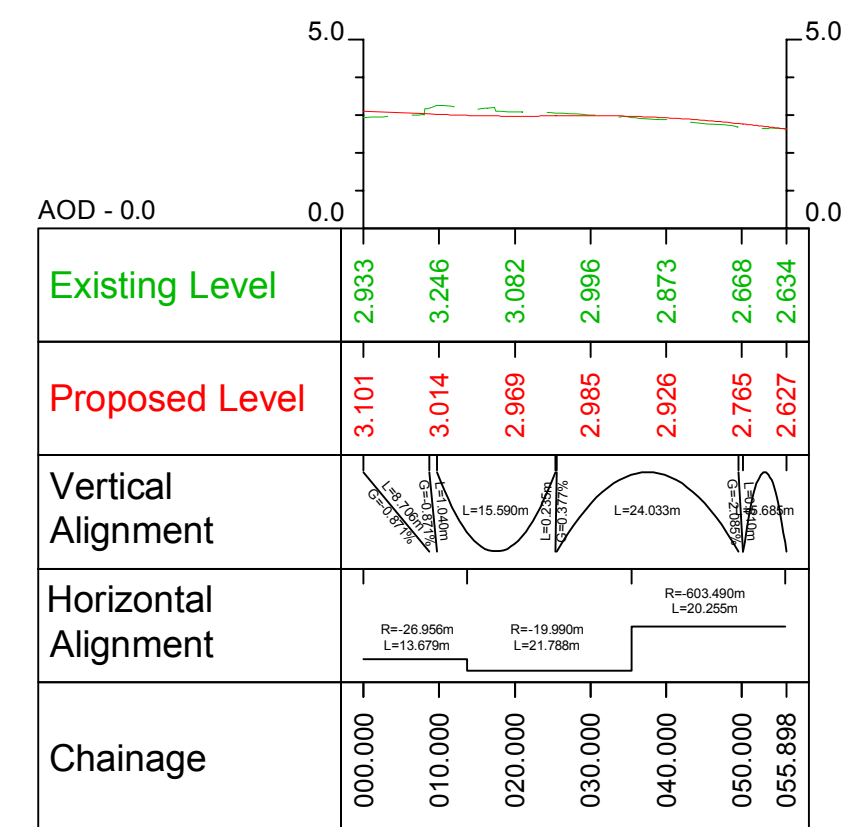 5.0 5.0
AOD - 0.0 0.0 0.0
Existing Level 2.933 3.246 3.082 2.996 2.873 2.668 2.634
Proposed Level 3.101 3.014 2.969 2.985 2.926 2.765 2.627
Vertical
Alignment
L=8.706m
G=-0.871%
G=-0.871%
L=1.040m
L=15.590m
L=0.235m
G=0.377%
L=24.033m
G=-2.085%
Horizontal
Alignment
R=-26.956m
L=13.679m
R=-19.990m
L=21.788m
R=-603.490m
L=20.255m
Chainage 000.000 010.000 020.000 030.000 040.000 050.000 055.898